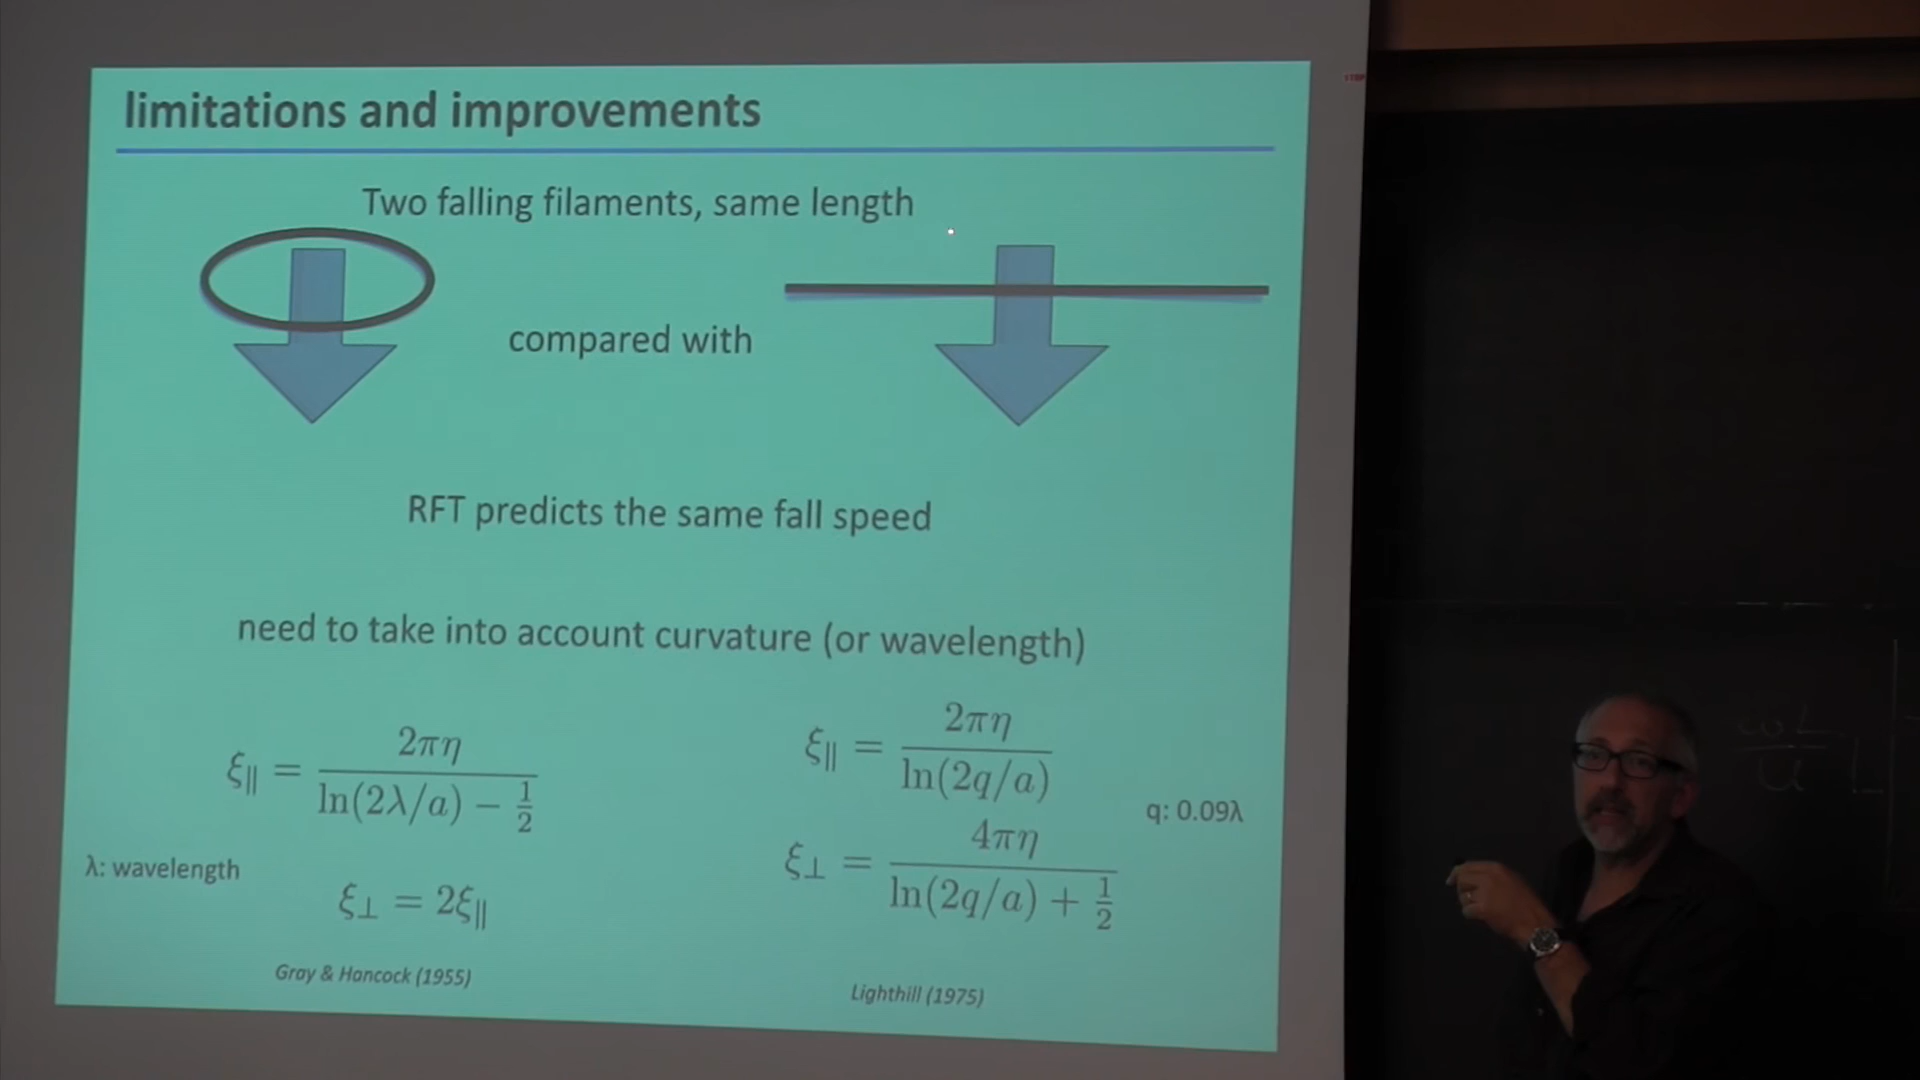 limitations and improvements
Two falling filaments, same length
compared with
RFT predicts the same fall speed
need to take into account curvature (or wavelength)
ξ∥ = 2πη / (ln(2λ/a) − 1/2)
ξ∥ = 2πη / ln(2q/a)
q: 0.09λ
λ: wavelength
ξ⊥ = 2ξ∥
ξ⊥ = 4πη / (ln(2q/a) + 1/2)
Gray & Hancock (1955)
Lighthill (1975)